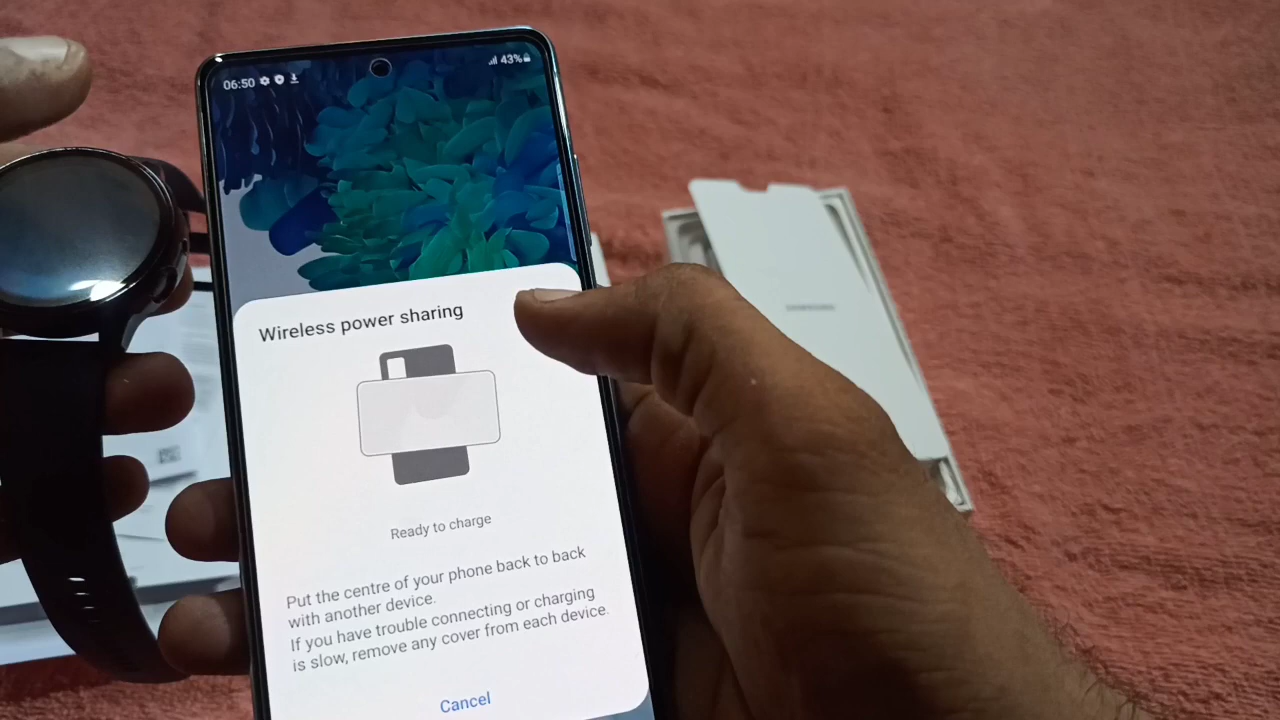 06:50
43%
Wireless power sharing
Ready to charge
Put the centre of your phone back to back
with another device.
If you have trouble connecting or charging
is slow, remove any cover from each device.
Cancel
SAMSUNG